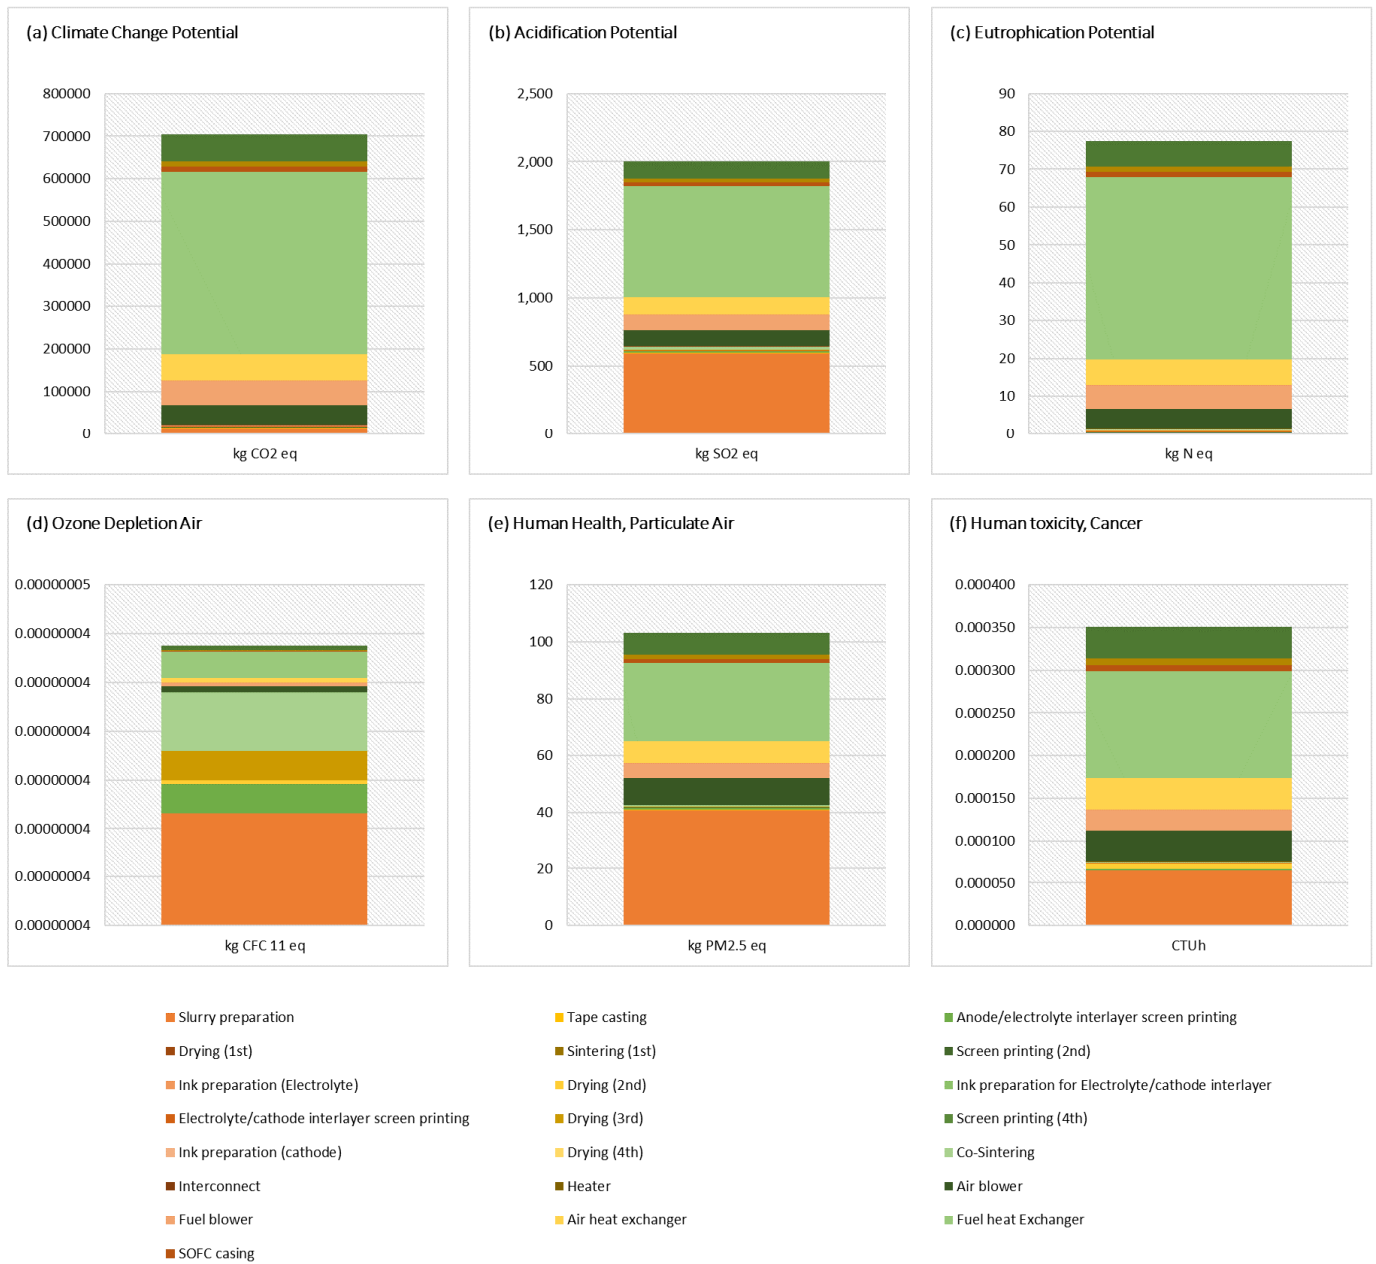 (a) Climate Change Potential
800000
700000
600000
500000
400000
300000
200000
100000
0
kg CO2 eq
(b) Acidification Potential
2,500
2,000
1,500
1,000
500
0
kg SO2 eq
(c) Eutrophication Potential
90
80
70
60
50
40
30
20
10
0
kg N eq
(d) Ozone Depletion Air
0.00000005
0.00000004
0.00000004
0.00000004
0.00000004
0.00000004
0.00000004
0.00000004
kg CFC 11 eq
(e) Human Health, Particulate Air
120
100
80
60
40
20
0
kg PM2.5 eq
(f) Human toxicity, Cancer
0.000400
0.000350
0.000300
0.000250
0.000200
0.000150
0.000100
0.000050
0.000000
CTUh
Slurry preparation
Tape casting
Anode/electrolyte interlayer screen printing
Drying (1st)
Sintering (1st)
Screen printing (2nd)
Ink preparation (Electrolyte)
Drying (2nd)
Ink preparation for Electrolyte/cathode interlayer
Electrolyte/cathode interlayer screen printing
Drying (3rd)
Screen printing (4th)
Ink preparation (cathode)
Drying (4th)
Co-Sintering
Interconnect
Heater
Air blower
Fuel blower
Air heat exchanger
Fuel heat Exchanger
SOFC casing